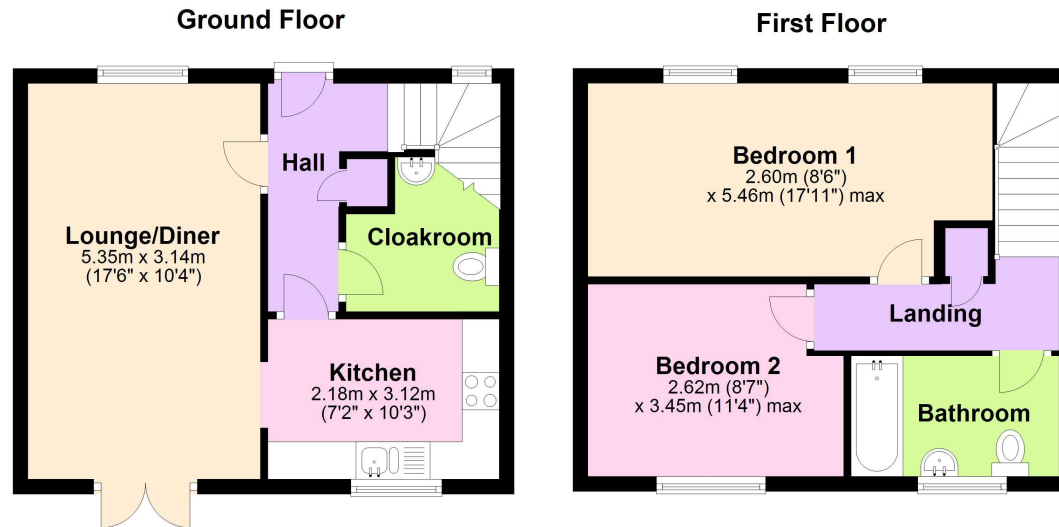 Ground Floor
Lounge/Diner
5.35m x 3.14m
(17'6" x 10'4")
Hall
Cloakroom
Kitchen
2.18m x 3.12m
(7'2" x 10'3")
First Floor
Bedroom 1
2.60m (8'6")
x 5.46m (17'11") max
Landing
Bedroom 2
2.62m (8'7")
x 3.45m (11'4") max
Bathroom